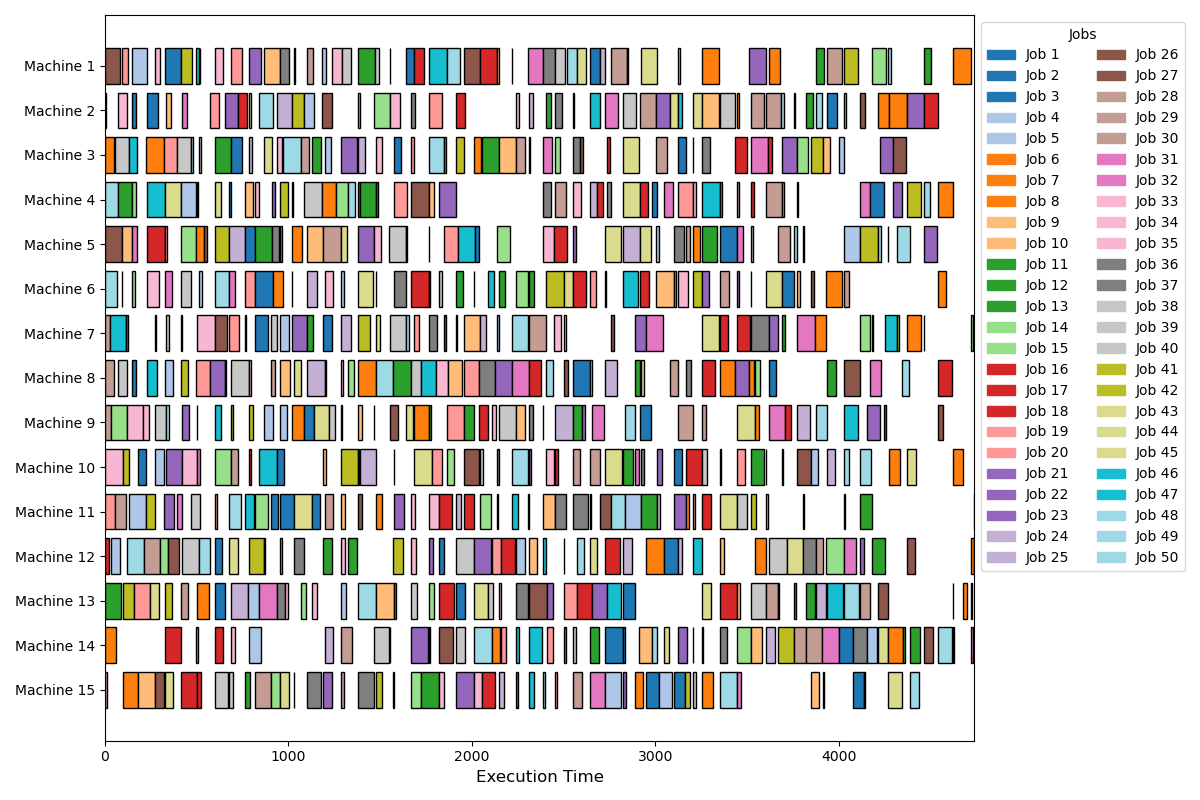 Machine 1
Machine 2
Machine 3
Machine 4
Machine 5
Machine 6
Machine 7
Machine 8
Machine 9
Machine 10
Machine 11
Machine 12
Machine 13
Machine 14
Machine 15
0 1000 2000 3000 4000
Execution Time
Jobs
Job 1 Job 26
Job 2 Job 27
Job 3 Job 28
Job 4 Job 29
Job 5 Job 30
Job 6 Job 31
Job 7 Job 32
Job 8 Job 33
Job 9 Job 34
Job 10 Job 35
Job 11 Job 36
Job 12 Job 37
Job 13 Job 38
Job 14 Job 39
Job 15 Job 40
Job 16 Job 41
Job 17 Job 42
Job 18 Job 43
Job 19 Job 44
Job 20 Job 45
Job 21 Job 46
Job 22 Job 47
Job 23 Job 48
Job 24 Job 49
Job 25 Job 50